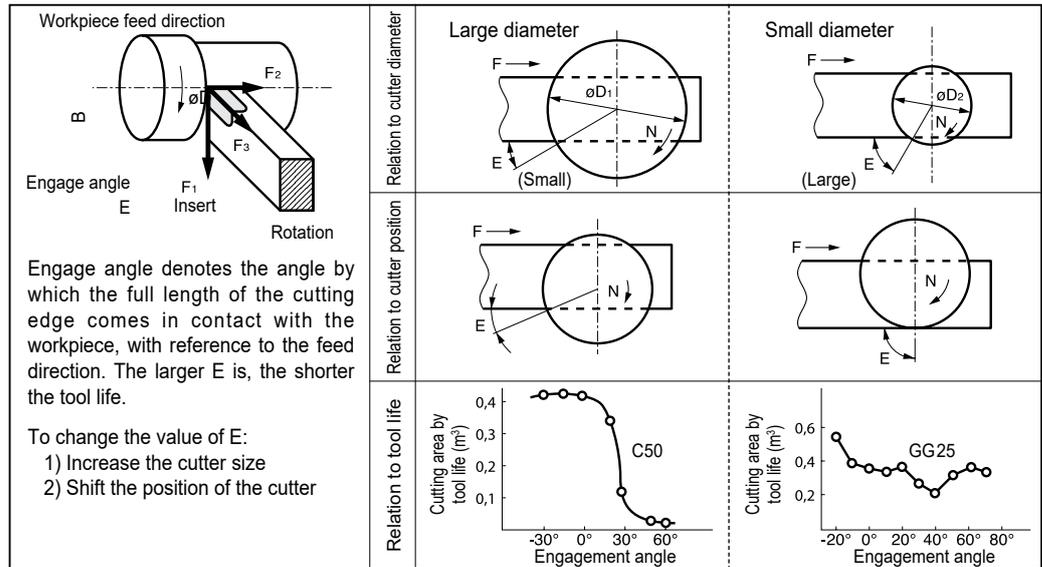 Workpiece feed direction
F₂
øD
B
F₃
F₁
Engage angle
E
Insert
Rotation
Engage angle denotes the angle by
which the full length of the cutting
edge comes in contact with the
workpiece, with reference to the feed
direction. The larger E is, the shorter
the tool life.
To change the value of E:
1) Increase the cutter size
2) Shift the position of the cutter
Relation to cutter diameter
Large diameter
F
øD₁
N
E
(Small)
Small diameter
F
øD₂
N
E
(Large)
Relation to cutter position
F
N
E
F
N
E
Relation to tool life
Cutting area by
tool life (m³)
0,4
0,3
0,2
0,1
C50
-30° 0° 30° 60°
Engagement angle
Cutting area by
tool life (m³)
0,6
0,4
0,2
GG25
-20° 0° 20° 40° 60° 80°
Engagement angle